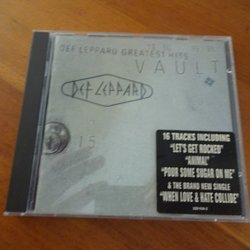 DEF LEPPARD GREATEST HITS
VAULT
DEF LEPPARD
15
16 TRACKS INCLUDING
"LET'S GET ROCKED"
"ANIMAL"
"POUR SOME SUGAR ON ME"
& THE BRAND NEW SINGLE
"WHEN LOVE & HATE COLLIDE"